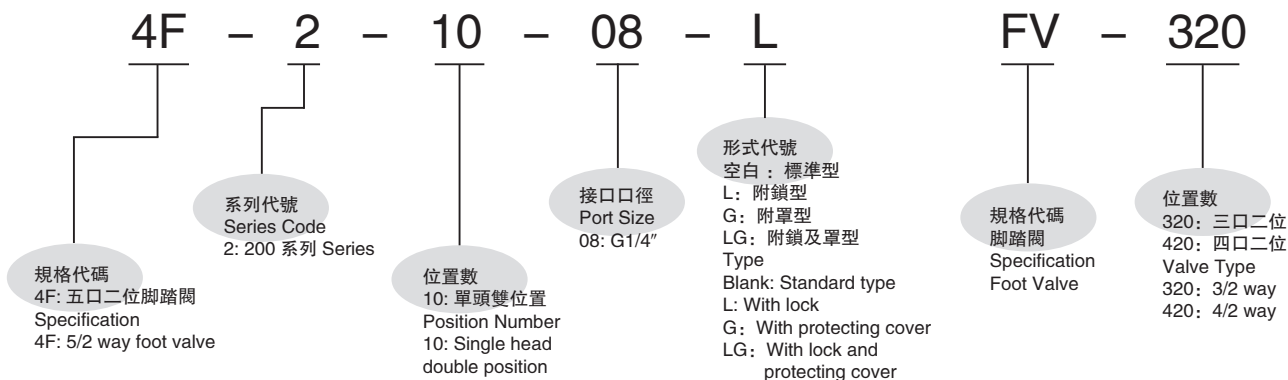 4F – 2 – 10 – 08 – L
FV – 320
規格代碼
4F: 五口二位脚踏閥
Specification
4F: 5/2 way foot valve
系列代號
Series Code
2: 200 系列 Series
位置數
10: 單頭雙位置
Position Number
10: Single head
double position
接口口徑
Port Size
08: G1/4″
形式代號
空白：標準型
L：附鎖型
G：附罩型
LG：附鎖及罩型
Type
Blank: Standard type
L: With lock
G：With protecting cover
LG：With lock and
protecting cover
規格代碼
脚踏閥
Specification
Foot Valve
位置數
320：三口二位
420：四口二位
Valve Type
320: 3/2 way
420: 4/2 way